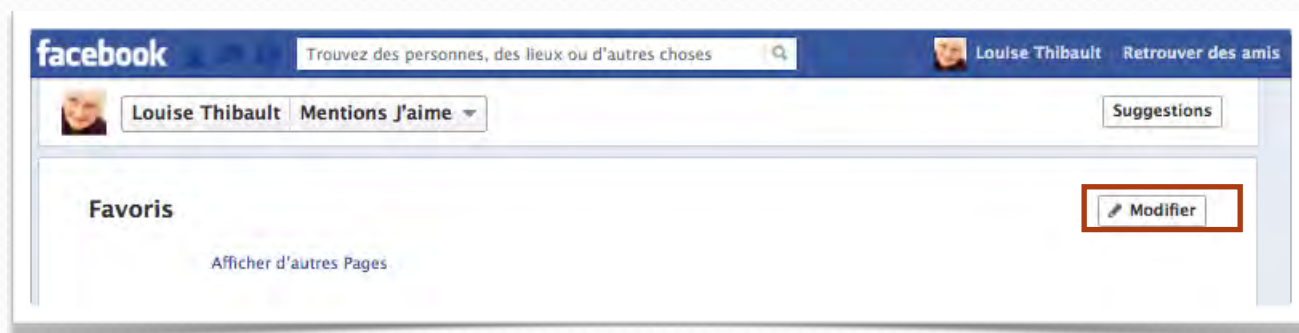 facebook Trouvez des personnes, des lieux ou d'autres choses Louise Thibault Retrouver des amis
Louise Thibault Mentions J'aime Suggestions
Favoris Modifier
Afficher d'autres Pages